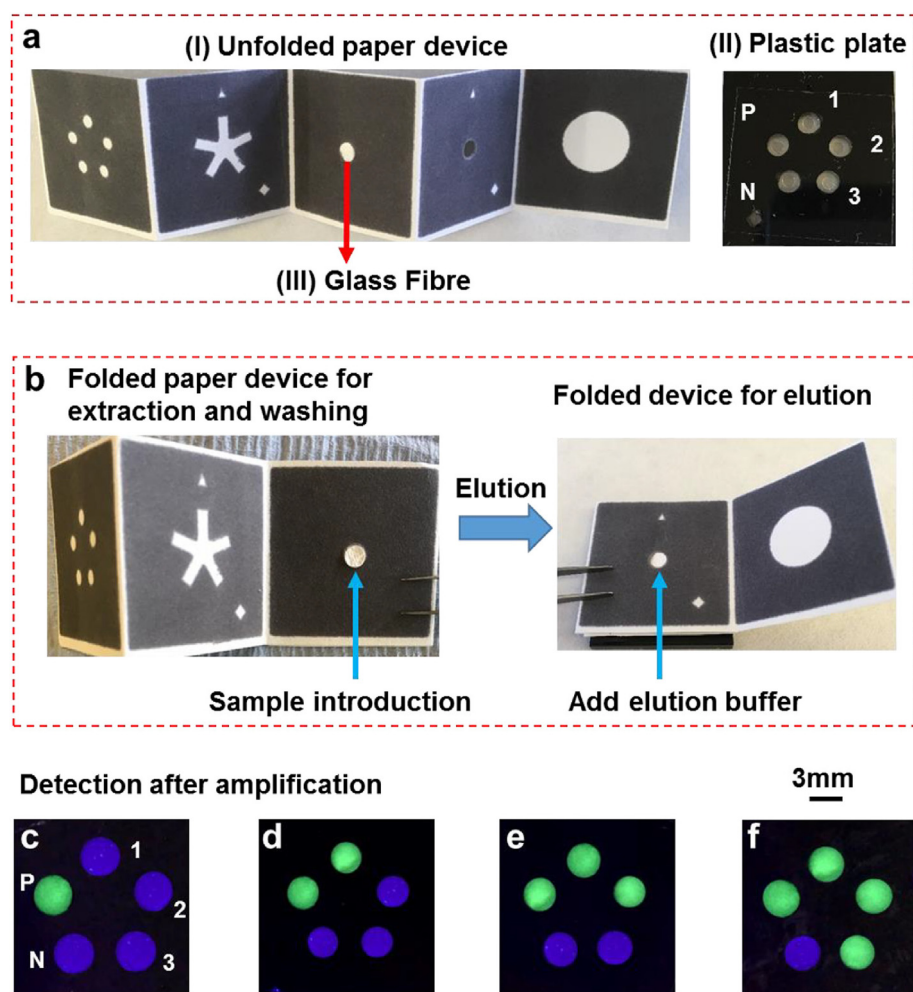 a
(I) Unfolded paper device
(II) Plastic plate
P
1
2
N
3
(III) Glass Fibre
b
Folded paper device for
extraction and washing
Folded device for elution
Elution
Sample introduction
Add elution buffer
Detection after amplification
3mm
c
1
P
2
N
3
d
e
f